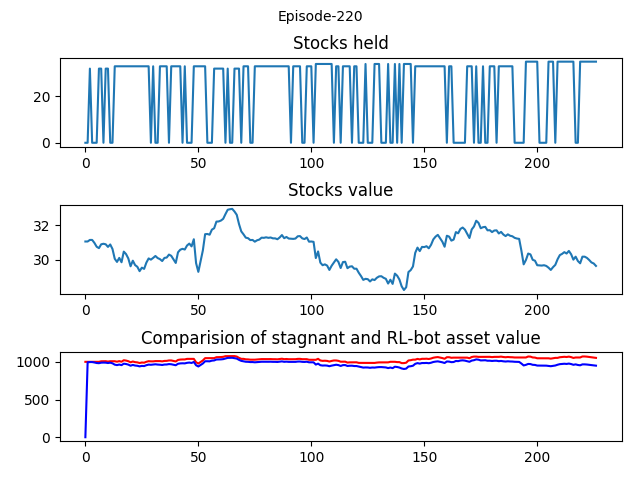 Episode-220
Stocks held
20
0
0 50 100 150 200
Stocks value
32
30
0 50 100 150 200
Comparision of stagnant and RL-bot asset value
1000
500
0
0 50 100 150 200